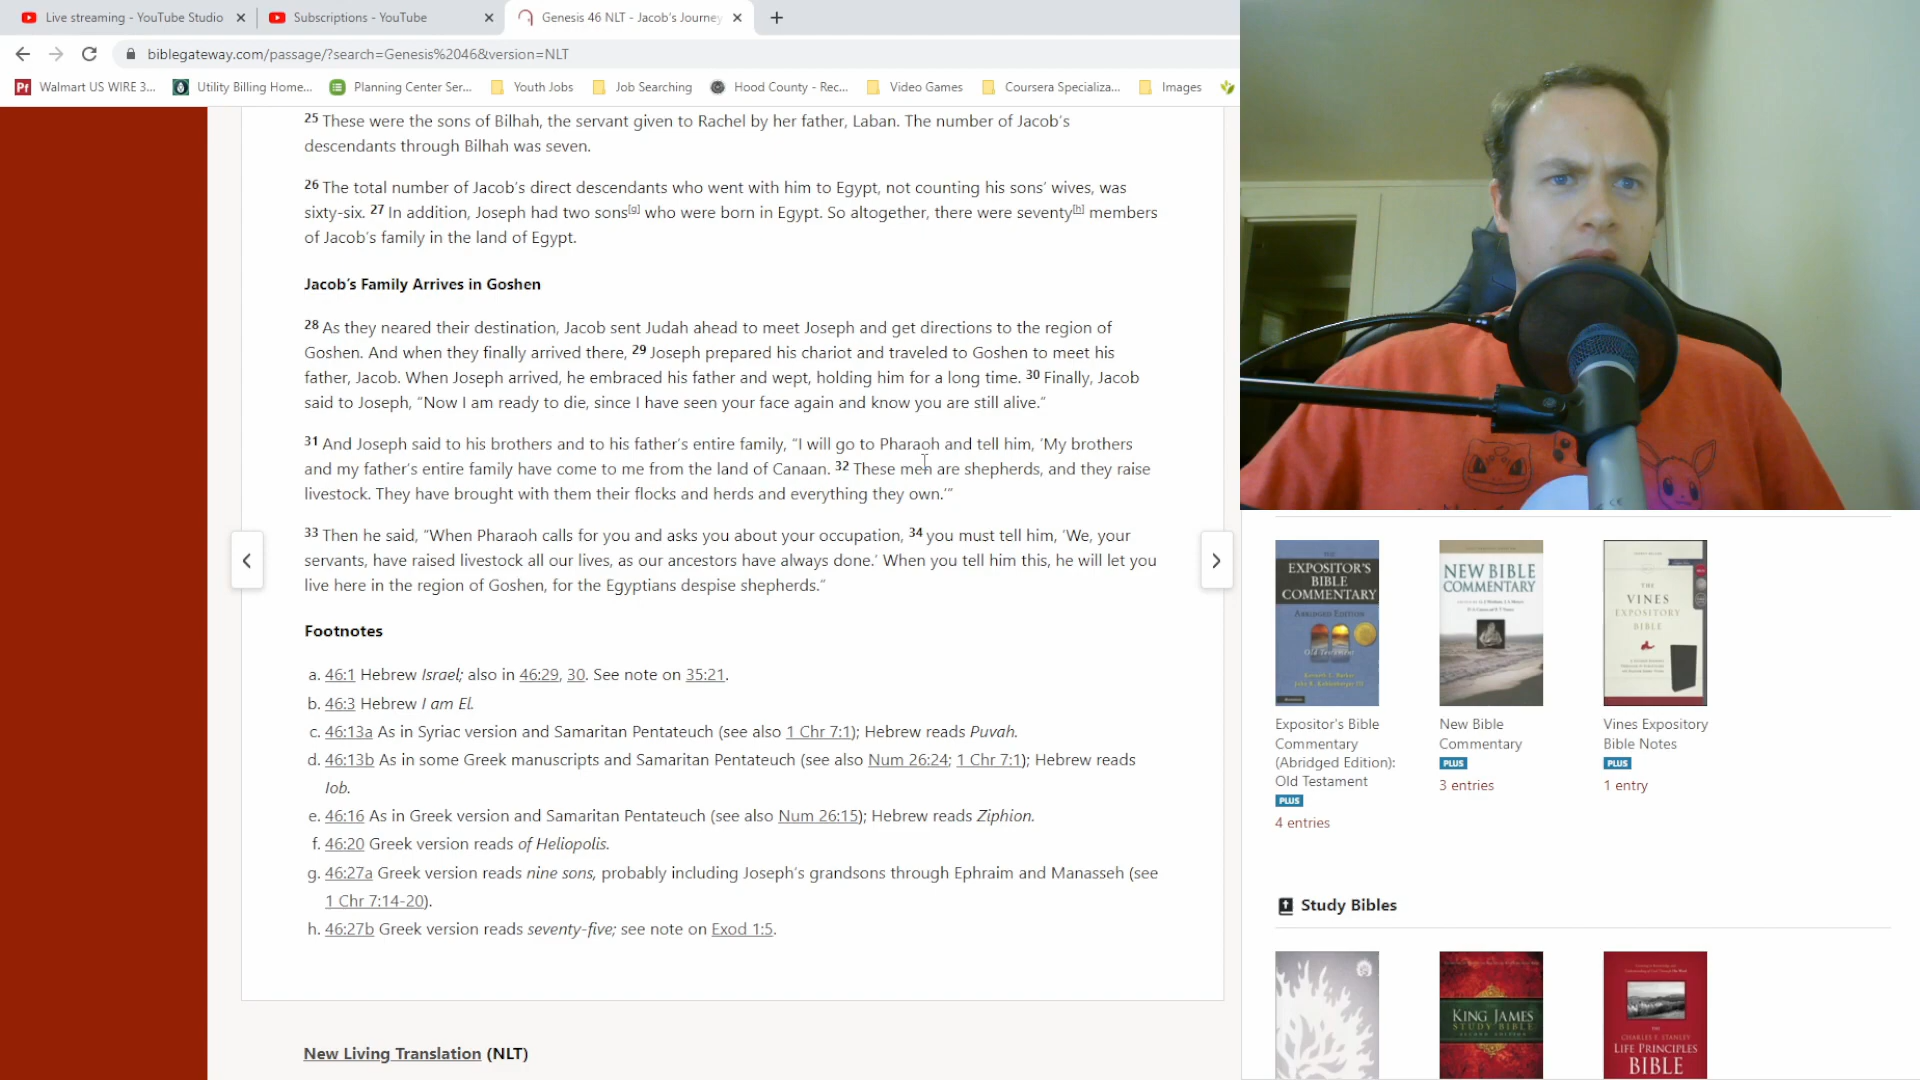 Live streaming - YouTube Studio
Subscriptions - YouTube
Genesis 46 NLT - Jacob's Journey
biblegateway.com/passage/?search=Genesis%2046&version=NLT
Pf Walmart US WIRE 3...
Utility Billing Home...
Planning Center Ser...
Youth Jobs
Job Searching
Hood County - Rec...
Video Games
Coursera Specializa...
Images
25 These were the sons of Bilhah, the servant given to Rachel by her father, Laban. The number of Jacob's
descendants through Bilhah was seven.
26 The total number of Jacob's direct descendants who went with him to Egypt, not counting his sons' wives, was
sixty-six. 27 In addition, Joseph had two sons[g] who were born in Egypt. So altogether, there were seventy[h] members
of Jacob's family in the land of Egypt.
Jacob's Family Arrives in Goshen
28 As they neared their destination, Jacob sent Judah ahead to meet Joseph and get directions to the region of
Goshen. And when they finally arrived there, 29 Joseph prepared his chariot and traveled to Goshen to meet his
father, Jacob. When Joseph arrived, he embraced his father and wept, holding him for a long time. 30 Finally, Jacob
said to Joseph, "Now I am ready to die, since I have seen your face again and know you are still alive."
31 And Joseph said to his brothers and to his father's entire family, "I will go to Pharaoh and tell him, 'My brothers
and my father's entire family have come to me from the land of Canaan. 32 These men are shepherds, and they raise
livestock. They have brought with them their flocks and herds and everything they own.'"
33 Then he said, "When Pharaoh calls for you and asks you about your occupation, 34 you must tell him, 'We, your
servants, have raised livestock all our lives, as our ancestors have always done.' When you tell him this, he will let you
live here in the region of Goshen, for the Egyptians despise shepherds."
Footnotes
a. 46:1 Hebrew Israel; also in 46:29, 30. See note on 35:21.
b. 46:3 Hebrew I am El.
c. 46:13a As in Syriac version and Samaritan Pentateuch (see also 1 Chr 7:1); Hebrew reads Puvah.
d. 46:13b As in some Greek manuscripts and Samaritan Pentateuch (see also Num 26:24; 1 Chr 7:1); Hebrew reads
Iob.
e. 46:16 As in Greek version and Samaritan Pentateuch (see also Num 26:15); Hebrew reads Ziphion.
f. 46:20 Greek version reads of Heliopolis.
g. 46:27a Greek version reads nine sons, probably including Joseph's grandsons through Ephraim and Manasseh (see
1 Chr 7:14-20).
h. 46:27b Greek version reads seventy-five; see note on Exod 1:5.
New Living Translation (NLT)
THE
EXPOSITOR'S
BIBLE
COMMENTARY
ABRIDGED EDITION
Old Testament
NEW BIBLE
COMMENTARY
THE
VINES
EXPOSITORY
BIBLE
Expositor's Bible
Commentary
(Abridged Edition):
Old Testament
PLUS
4 entries
New Bible
Commentary
PLUS
3 entries
Vines Expository
Bible Notes
PLUS
1 entry
Study Bibles
THE
KING JAMES
STUDY BIBLE
THE
CHARLES F. STANLEY
LIFE PRINCIPLES
BIBLE